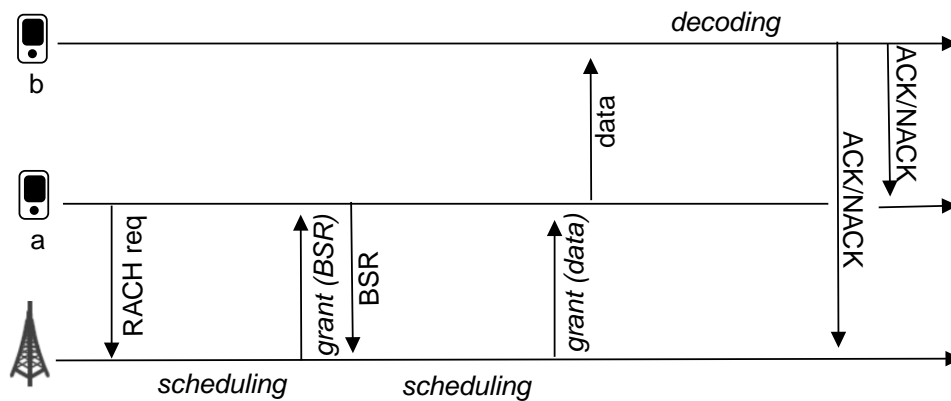 decoding
b
data
ACK/NACK
ACK/NACK
a
RACH req
grant (BSR)
BSR
grant (data)
scheduling
scheduling